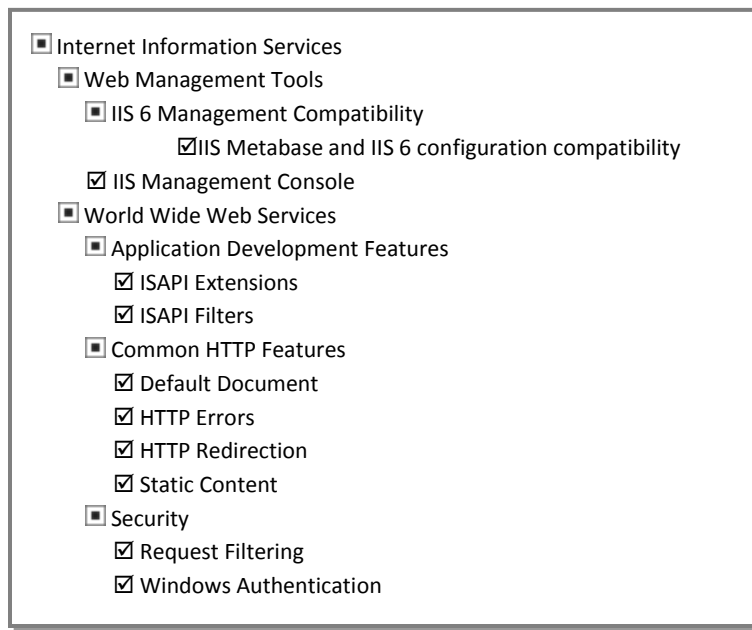 Internet Information Services
Web Management Tools
IIS 6 Management Compatibility
☑IIS Metabase and IIS 6 configuration compatibility
☑ IIS Management Console
World Wide Web Services
Application Development Features
☑ ISAPI Extensions
☑ ISAPI Filters
Common HTTP Features
☑ Default Document
☑ HTTP Errors
☑ HTTP Redirection
☑ Static Content
Security
☑ Request Filtering
☑ Windows Authentication